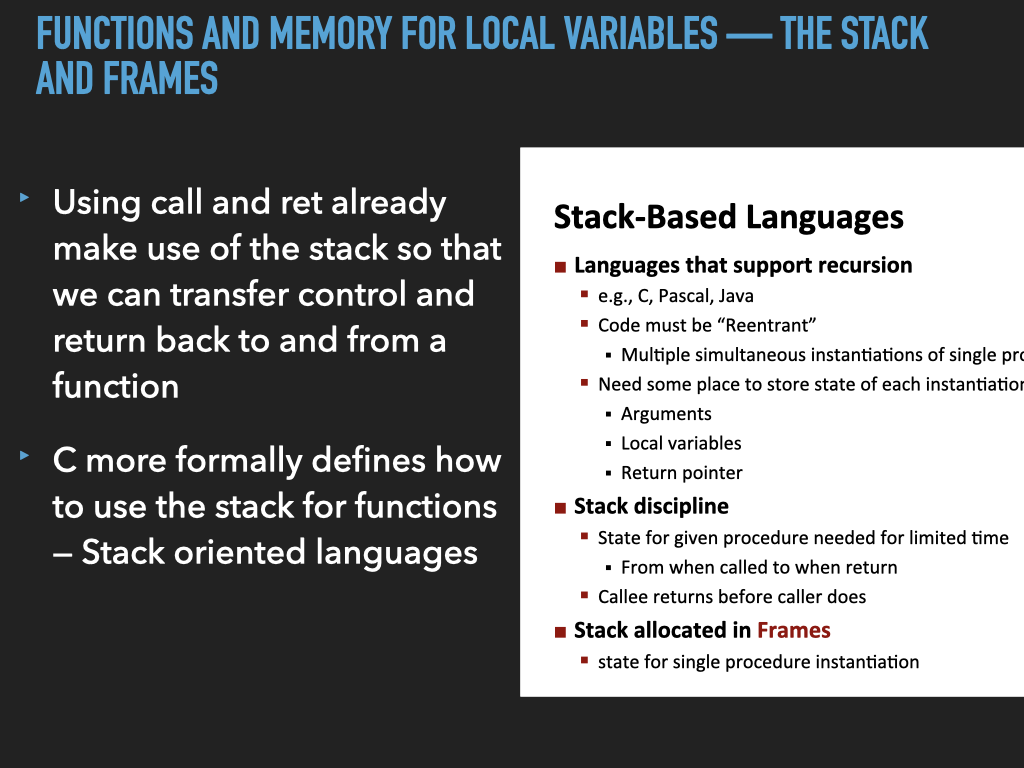 FUNCTIONS AND MEMORY FOR LOCAL VARIABLES — THE STACK
AND FRAMES
Using call and ret already
make use of the stack so that
we can transfer control and
return back to and from a
function
C more formally defines how
to use the stack for functions
– Stack oriented languages
Stack-Based Languages
Languages that support recursion
e.g., C, Pascal, Java
Code must be “Reentrant”
Multiple simultaneous instantiations of single
Need some place to store state of each
Arguments
Local variables
Return pointer
Stack discipline
State for given procedure needed for limited time
From when called to when return
Callee returns before caller does
Stack allocated in Frames
state for single procedure instantiation